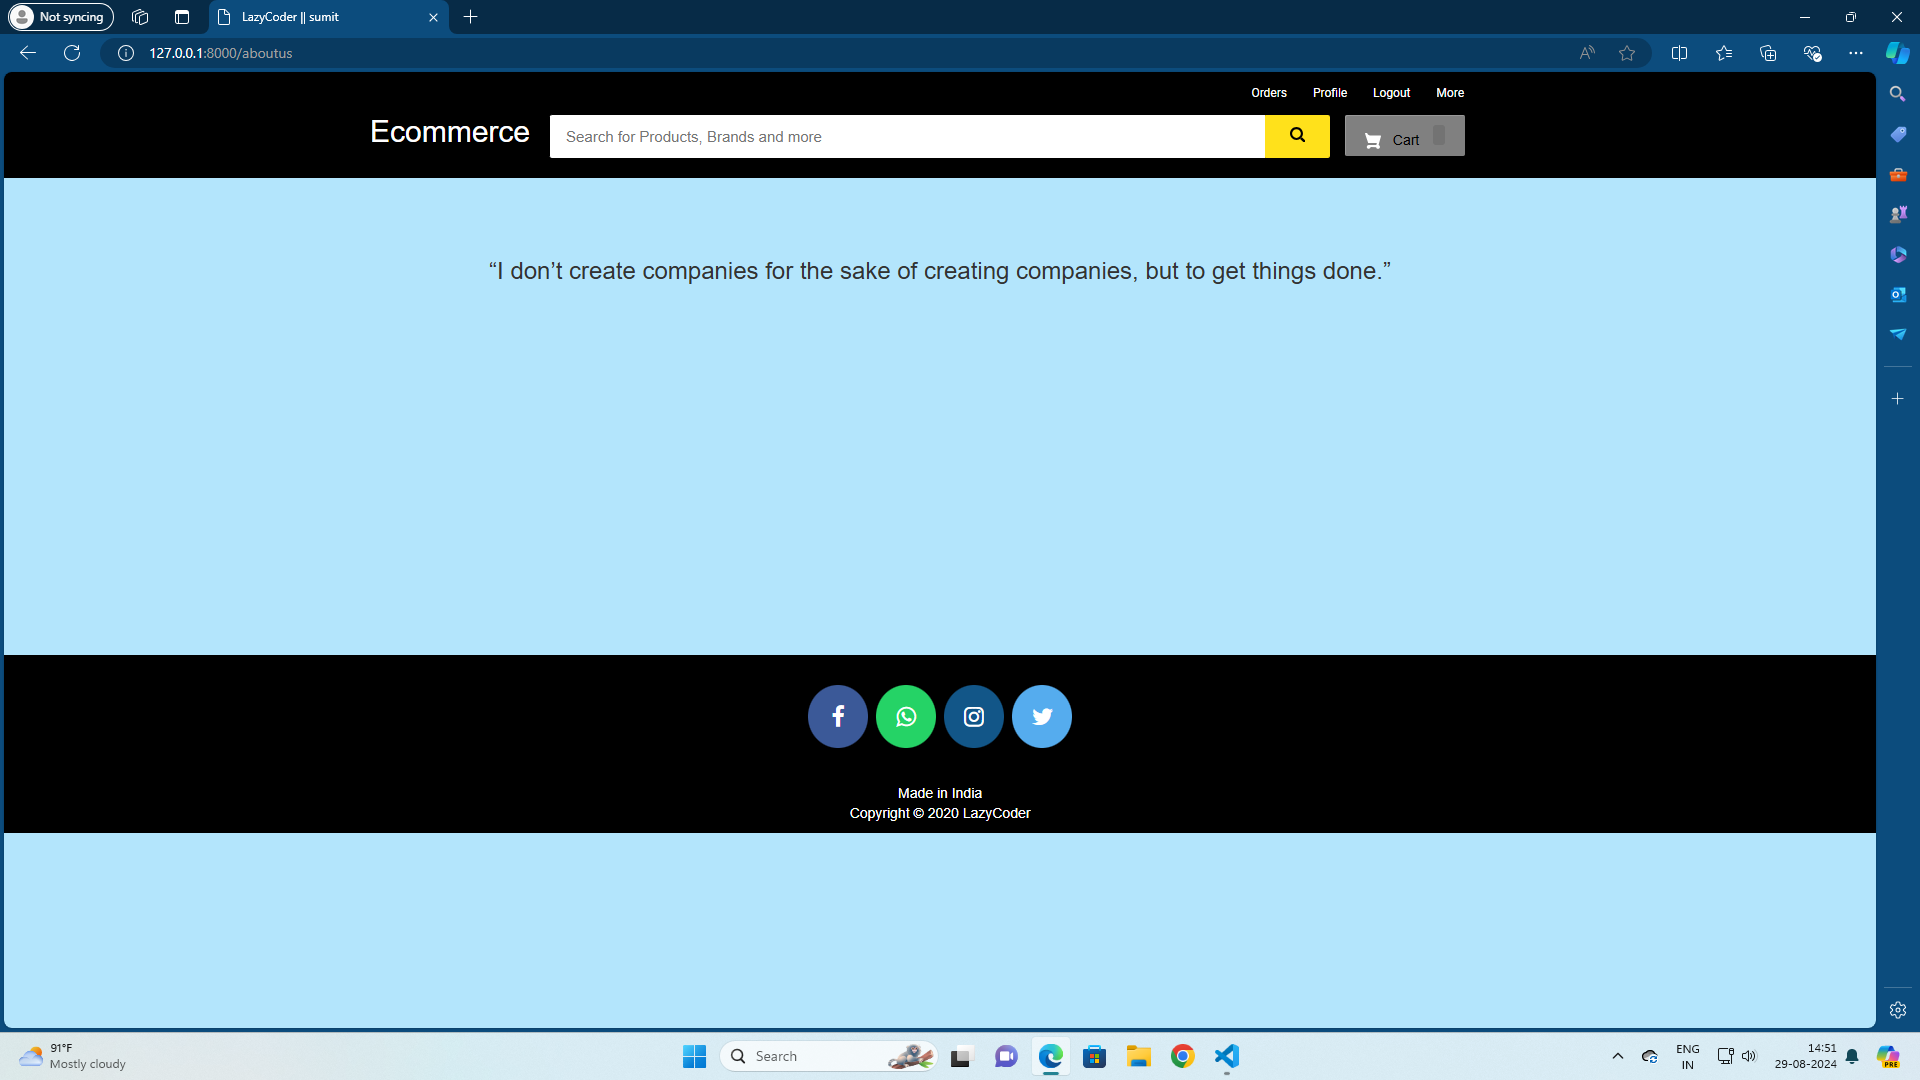 Not syncing
LazyCoder || sumit
127.0.0.1:8000/aboutus
Orders Profile Logout More
Ecommerce
Search for Products, Brands and more
Cart
“I don’t create companies for the sake of creating companies, but to get things done.”
Made in India
Copyright © 2020 LazyCoder
91°F
Mostly cloudy
Search
ENG
IN
14:51
29-08-2024
PRE